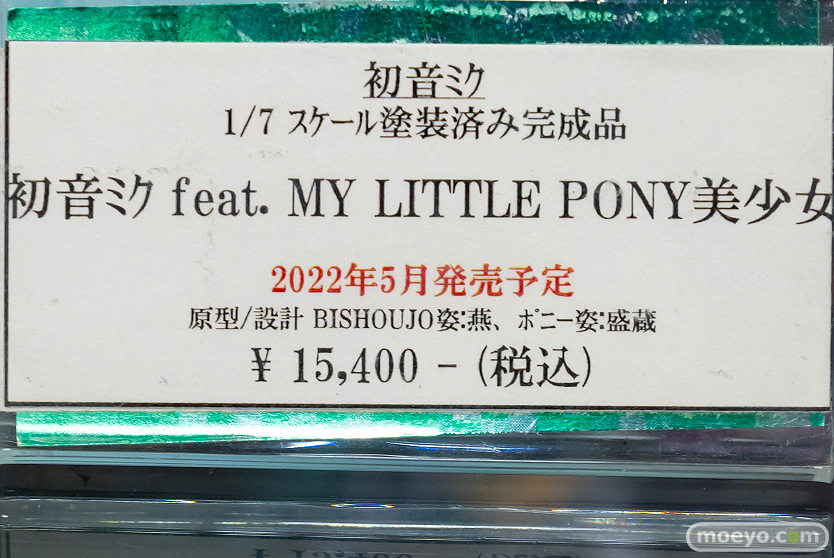 初音ミク
1/7 スケール塗装済み完成品
初音ミク feat. MY LITTLE PONY美少女
2022年5月発売予定
原型/設計 BISHOUJO姿:燕、ポニー姿:盛蔵
¥ 15,400 - (税込)
moeyo.com